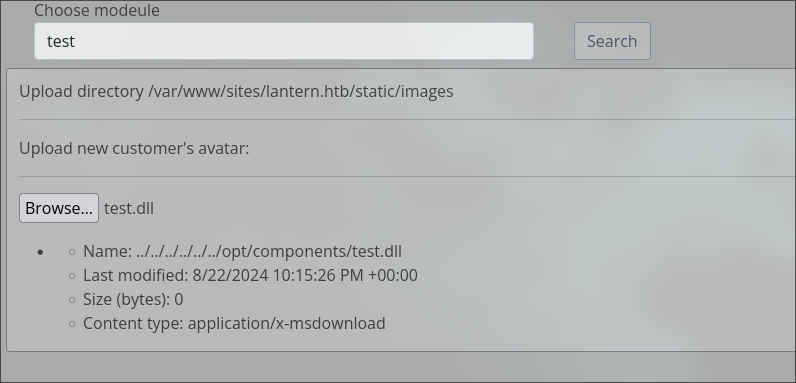 Choose modeule
test
Search
Upload directory /var/www/sites/lantern.htb/static/images
Upload new customer's avatar:
Browse... test.dll
Name: ../../../../../../opt/components/test.dll
Last modified: 8/22/2024 10:15:26 PM +00:00
Size (bytes): 0
Content type: application/x-msdownload